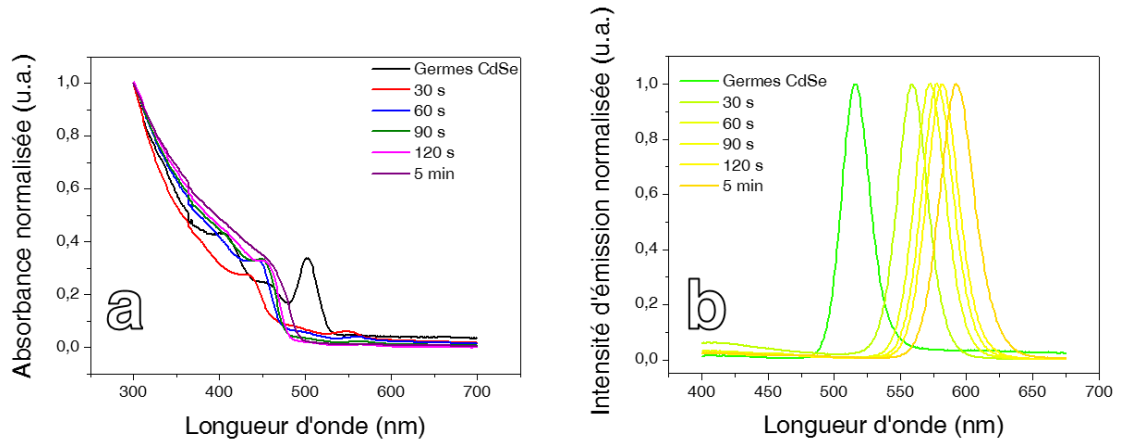 Absorbance normalisée (u.a.)
1,0
0,8
0,6
0,4
0,2
0,0
Germes CdSe
30 s
60 s
90 s
120 s
5 min
a
300
400
500
600
700
Longueur d'onde (nm)
Intensité d'émission normalisée (u.a.)
1,0
0,8
0,6
0,4
0,2
0,0
Germes CdSe
30 s
60 s
90 s
120 s
5 min
b
400
450
500
550
600
650
700
Longueur d'onde (nm)